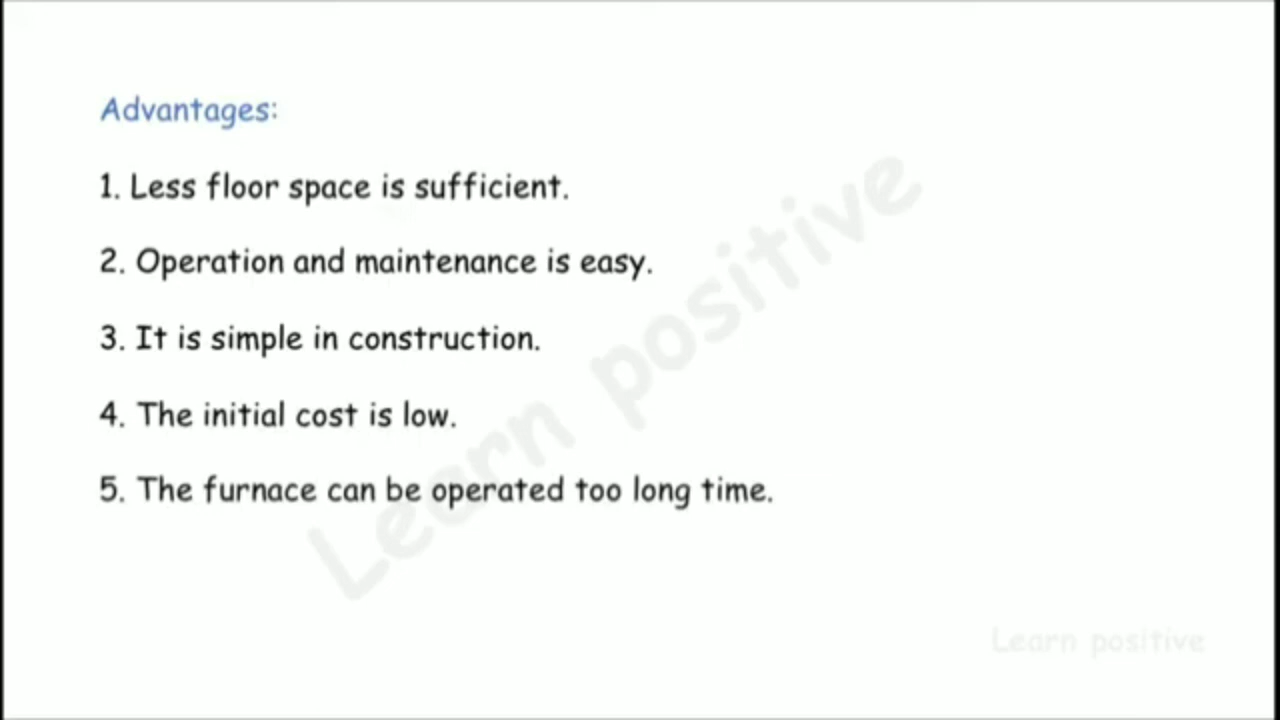 Advantages:
1. Less floor space is sufficient.
2. Operation and maintenance is easy.
3. It is simple in construction.
4. The initial cost is low.
5. The furnace can be operated too long time.
Learn positive
Learn positive